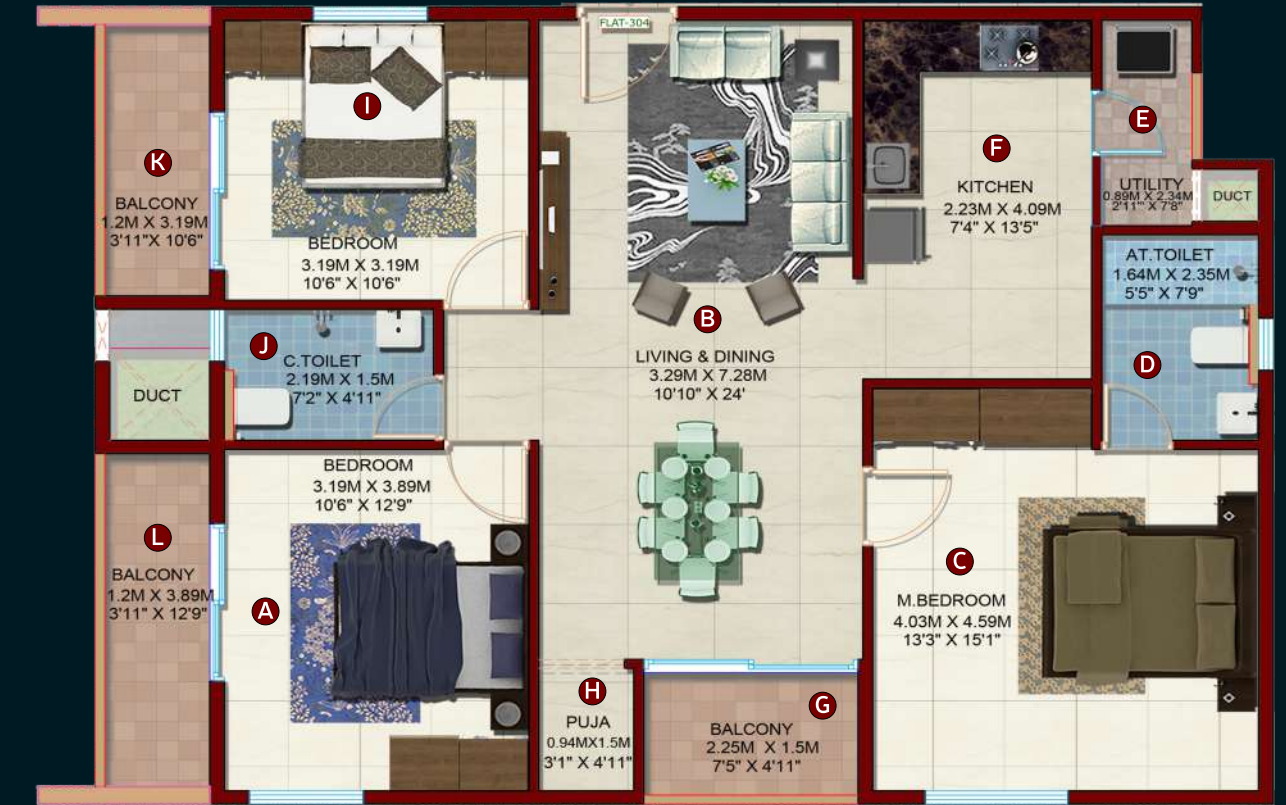 FLAT-304
I
K
BALCONY
1.2M X 3.19M
3'11"X 10'6"
BEDROOM
3.19M X 3.19M
10'6" X 10'6"
E
F
KITCHEN
2.23M X 4.09M
7'4" X 13'5"
UTILITY
0.89M X 2.34M
2'11" X 7'8"
DUCT
AT.TOILET
1.64M X 2.35M
5'5" X 7'9"
D
B
LIVING & DINING
3.29M X 7.28M
10'10" X 24'
J
C.TOILET
2.19M X 1.5M
7'2" X 4'11"
DUCT
BEDROOM
3.19M X 3.89M
10'6" X 12'9"
A
L
BALCONY
1.2M X 3.89M
3'11" X 12'9"
C
M.BEDROOM
4.03M X 4.59M
13'3" X 15'1"
H
PUJA
0.94MX1.5M
3'1" X 4'11"
G
BALCONY
2.25M X 1.5M
7'5" X 4'11"